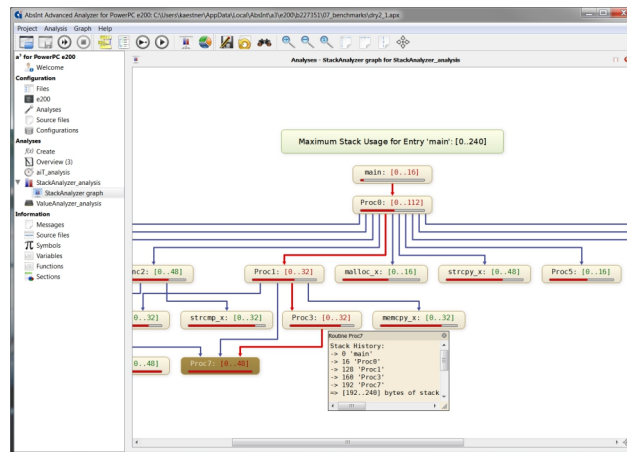 AbsInt Advanced Analyzer for PowerPC e200: C:\Users\kaestner\AppData\Local\AbsInt\a3\e200\b227351\07_benchmarks\dry2_1.apx
Project Analysis Graph Help
a³ for PowerPC e200
Welcome
Configuration
Files
e200
Analyses
Source files
Configurations
Analyses
f(x) Create
Overview (3)
aiT_analysis
StackAnalyzer_analysis
StackAnalyzer graph
ValueAnalyzer_analysis
Information
Messages
Source files
Symbols
Variables
Functions
Sections
Analyses - StackAnalyzer graph for StackAnalyzer_analysis
Maximum Stack Usage for Entry 'main': [0..240]
main: [0..16]
Proc0: [0..112]
nc2: [0..48]
Proc1: [0..32]
malloc_x: [0..16]
strcpy_x: [0..48]
Proc5: [0..16]
0..32]
strcmp_x: [0..32]
Proc3: [0..32]
memcpy_x: [0..32]
0..48]
Proc7: [0..48]
Routine Proc7
Stack History:
-> 0 'main'
-> 16 'Proc0'
-> 128 'Proc1'
-> 160 'Proc3'
-> 192 'Proc7'
=> [192..240] bytes of stack